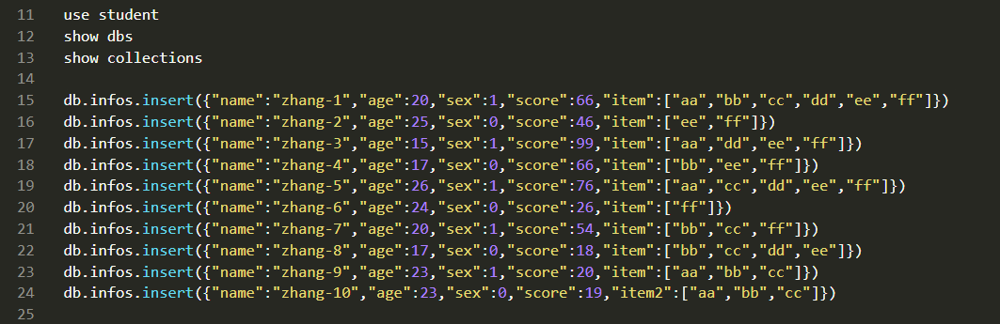 11 use student
12 show dbs
13 show collections
14
15 db.infos.insert({"name":"zhang-1","age":20,"sex":1,"score":66,"item":["aa","bb","cc","dd","ee","ff"]})
16 db.infos.insert({"name":"zhang-2","age":25,"sex":0,"score":46,"item":["ee","ff"]})
17 db.infos.insert({"name":"zhang-3","age":15,"sex":1,"score":99,"item":["aa","dd","ee","ff"]})
18 db.infos.insert({"name":"zhang-4","age":17,"sex":0,"score":66,"item":["bb","ee","ff"]})
19 db.infos.insert({"name":"zhang-5","age":26,"sex":1,"score":76,"item":["aa","cc","dd","ee","ff"]})
20 db.infos.insert({"name":"zhang-6","age":24,"sex":0,"score":26,"item":["ff"]})
21 db.infos.insert({"name":"zhang-7","age":20,"sex":1,"score":54,"item":["bb","cc","ff"]})
22 db.infos.insert({"name":"zhang-8","age":17,"sex":0,"score":18,"item":["bb","cc","dd","ee"]})
23 db.infos.insert({"name":"zhang-9","age":23,"sex":1,"score":20,"item":["aa","bb","cc"]})
24 db.infos.insert({"name":"zhang-10","age":23,"sex":0,"score":19,"item2":["aa","bb","cc"]})
25